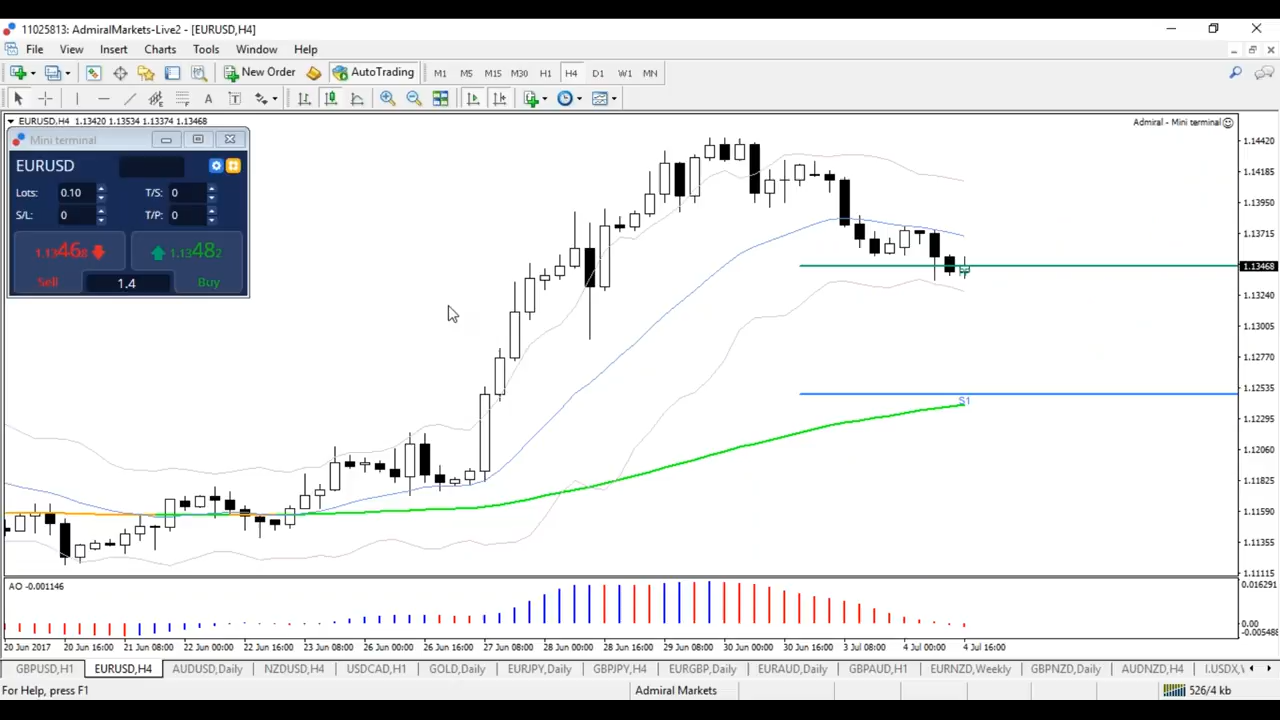 11025813: AdmiralMarkets-Live2 - [EURUSD,H4]
File View Insert Charts Tools Options Window Help
New Order AutoTrading M1 M5 M15 M30 H1 H4 D1 W1 MN
EURUSD,H4 1.13420 1.13534 1.13374 1.13468
Admiral - Mini terminal
Mini terminal
EURUSD
Lots: 0.10 T/S: 0
S/L: 0 T/P: 0
1.13468 1.13482
Sell 1.4 Buy
1.14420
1.14185
1.13950
1.13715
1.13468
1.13240
1.13005
1.12770
1.12535
S1
1.12295
1.12060
1.11825
1.11590
1.11355
1.11115
AO -0.001146
0.016291
0.00
-0.005488
20 Jun 2017 20 Jun 16:00 21 Jun 08:00 22 Jun 00:00 22 Jun 16:00 23 Jun 08:00 26 Jun 00:00 26 Jun 16:00 27 Jun 08:00 28 Jun 00:00 28 Jun 16:00 29 Jun 08:00 30 Jun 00:00 30 Jun 16:00 3 Jul 08:00 4 Jul 00:00 4 Jul 16:00
GBPUSD,H1 EURUSD,H4 AUDUSD,Daily NZDUSD,H4 USDCAD,H1 GOLD,Daily EURJPY,Daily GBPJPY,H4 EURGBP,Daily EURAUD,Daily GBPAUD,H1 EURNZD,Weekly GBPNZD,Daily AUDNZD,H4 I.USDX,
For Help, press F1
Admiral Markets
526/4 kb